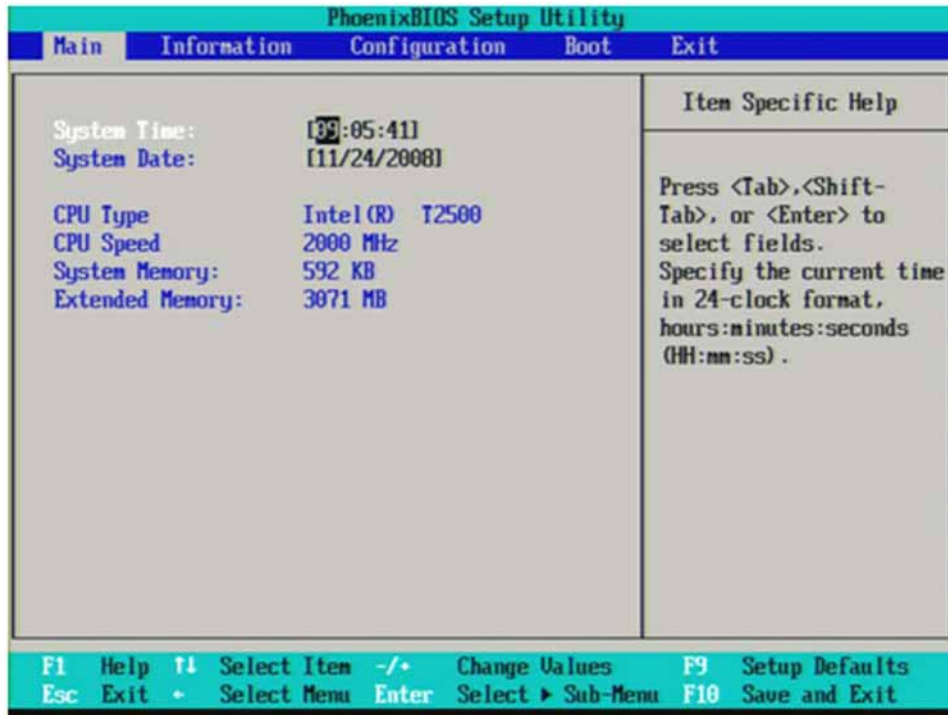 PhoenixBIOS Setup Utility
Main Information Configuration Boot Exit
System Time: [09:05:41]
System Date: [11/24/2008]
CPU Type Intel(R) T2500
CPU Speed 2000 MHz
System Memory: 592 KB
Extended Memory: 3071 MB
Item Specific Help
Press <Tab>,<Shift-
Tab>, or <Enter> to
select fields.
Specify the current time
in 24-clock format,
hours:minutes:seconds
(HH:mm:ss).
F1 Help ↑↓ Select Item -/+ Change Values F9 Setup Defaults
Esc Exit ← Select Menu Enter Select ▶ Sub-Menu F10 Save and Exit